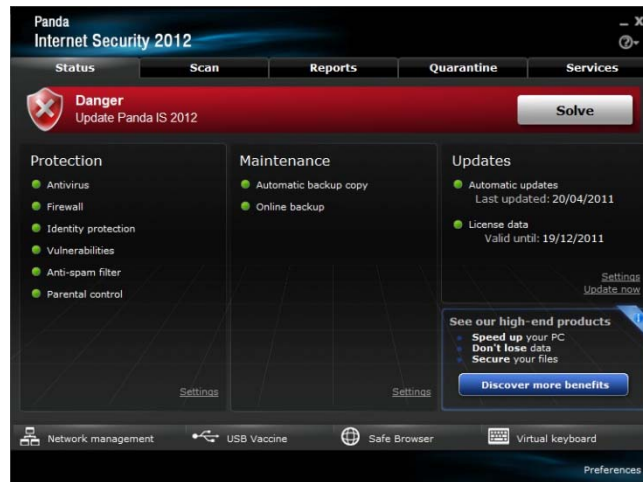 Panda
Internet Security 2012
Status
Scan
Reports
Quarantine
Services
Danger
Update Panda IS 2012
Solve
Protection
Antivirus
Firewall
Identity protection
Vulnerabilities
Anti-spam filter
Parental control
Settings
Maintenance
Automatic backup copy
Online backup
Settings
Updates
Automatic updates
Last updated: 20/04/2011
License data
Valid until: 19/12/2011
Settings
Update now
See our high-end products
Speed up your PC
Don't lose data
Secure your files
Discover more benefits
Network management
USB Vaccine
Safe Browser
Virtual keyboard
Preferences